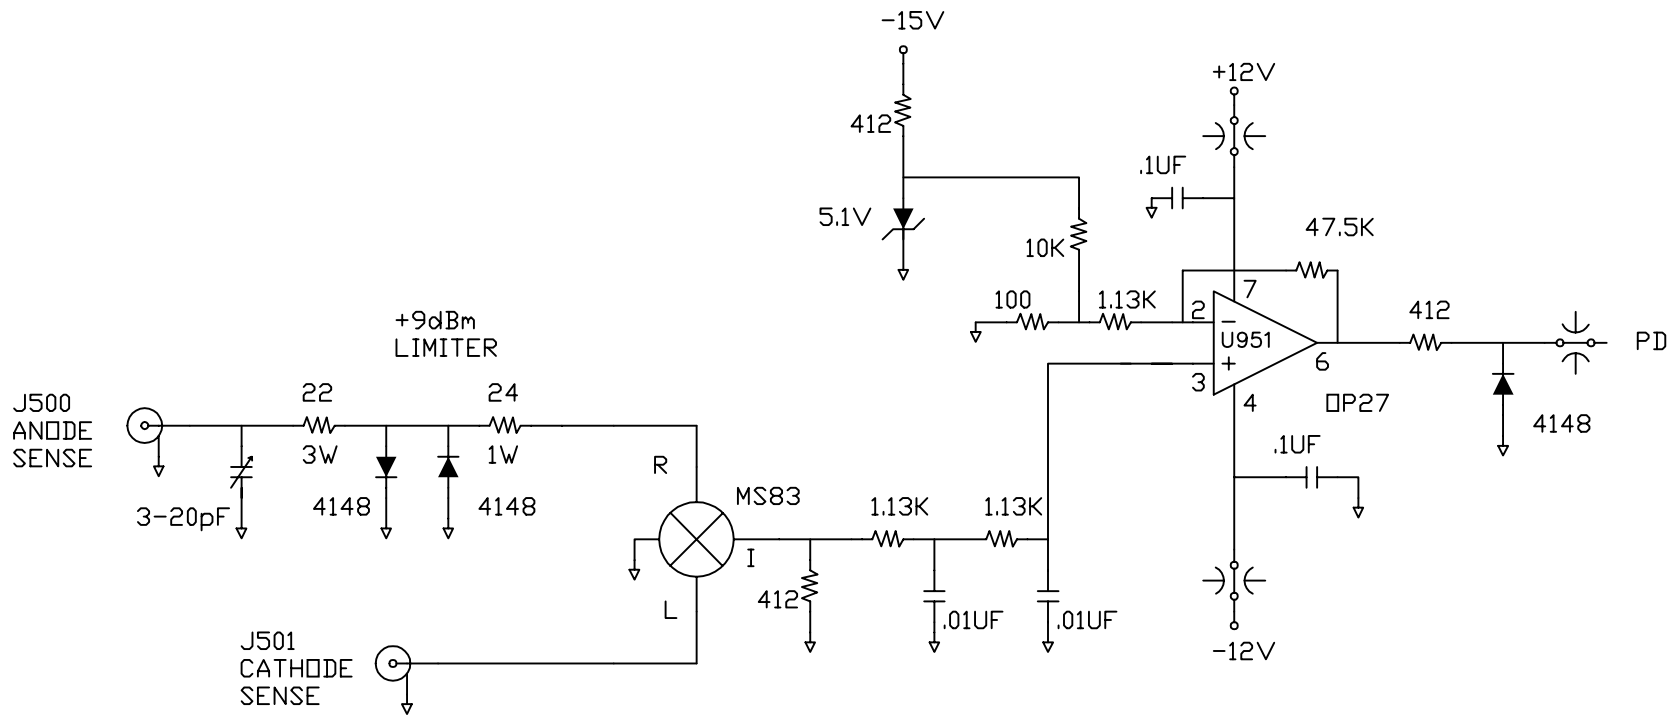 -15V
+12V
412
.1UF
5.1V
47.5K
10K
7
100
1.13K
2
-
412
+9dBm
LIMITER
U951
PD
6
+
3
22
24
J500
ANODE
SENSE
4
OP27
4148
3W
1W
.1UF
R
MS83
4148
4148
1.13K
1.13K
3-20pF
I
412
L
.01UF
.01UF
J501
CATHODE
SENSE
-12V